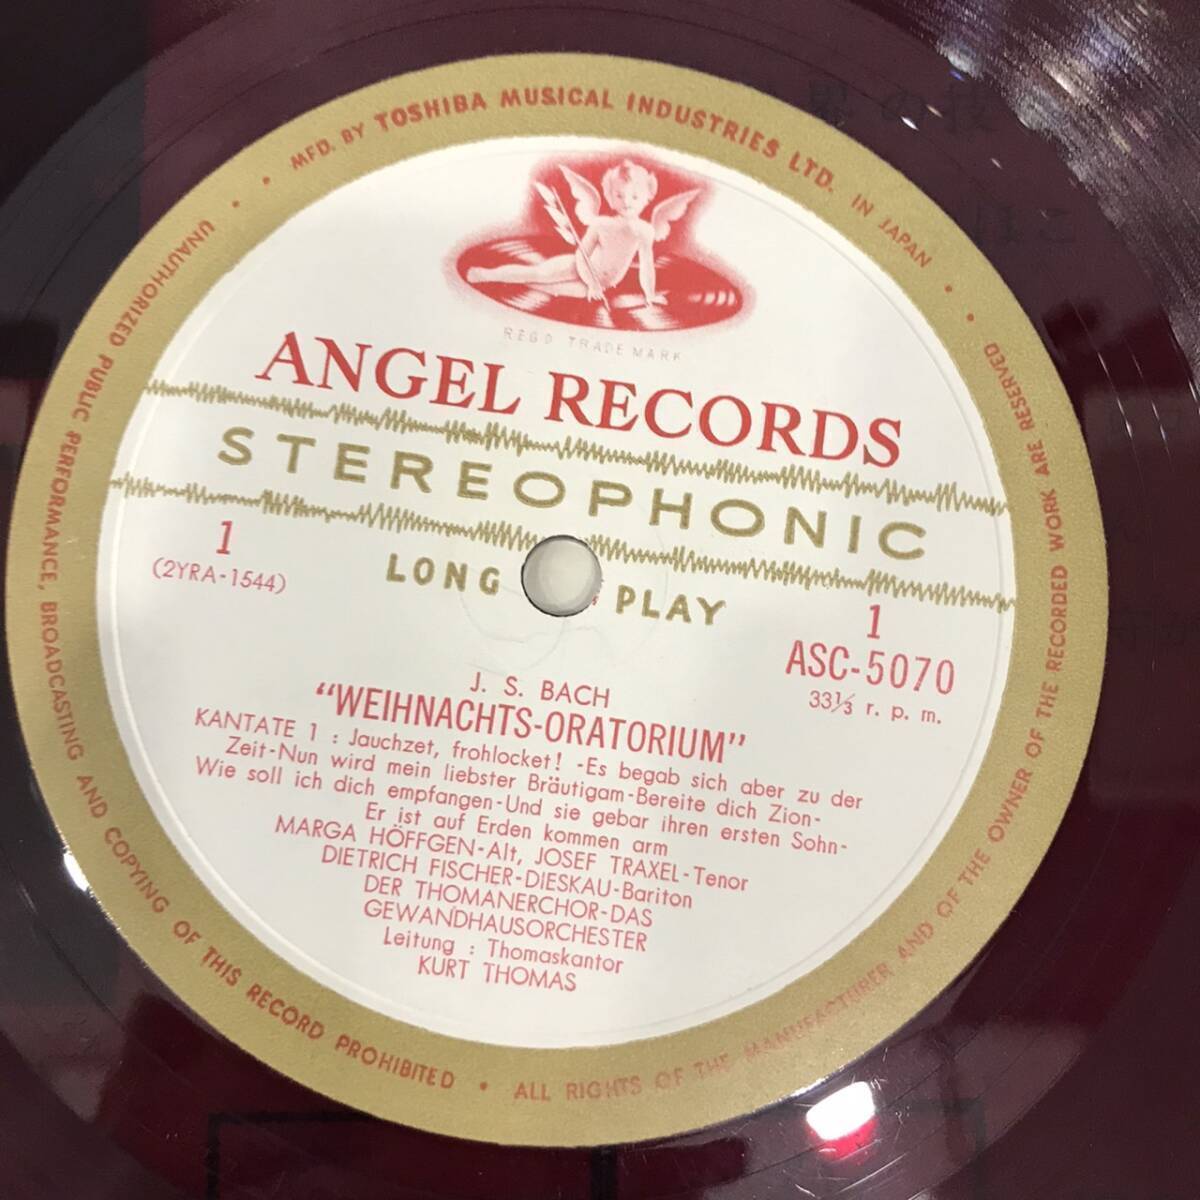 MFD. BY TOSHIBA MUSICAL INDUSTRIES LTD. IN JAPAN
REG'D TRADE MARK
ANGEL RECORDS
STEREOPHONIC
LONG PLAY
1
(2YRA-1544)
1
ASC-5070
33⅓ r. p. m.
J. S. BACH
“WEIHNACHTS-ORATORIUM”
KANTATE 1 : Jauchzet, frohlocket! -Es begab sich aber zu der
Zeit-Nun wird mein liebster Bräutigam-Bereite dich Zion-
Wie soll ich dich empfangen-Und sie gebar ihren ersten Sohn-
Er ist auf Erden kommen arm
MARGA HÖFFGEN-Alt, JOSEF TRAXEL-Tenor
DIETRICH FISCHER-DIESKAU-Bariton
DER THOMANERCHOR-DAS
GEWANDHAUSORCHESTER
Leitung : Thomaskantor
KURT THOMAS
UNAUTHORIZED PUBLIC PERFORMANCE, BROADCASTING AND COPYING OF THIS RECORD PROHIBITED • ALL RIGHTS OF THE MANUFACTURER AND OF THE OWNER OF THE RECORDED WORK ARE RESERVED